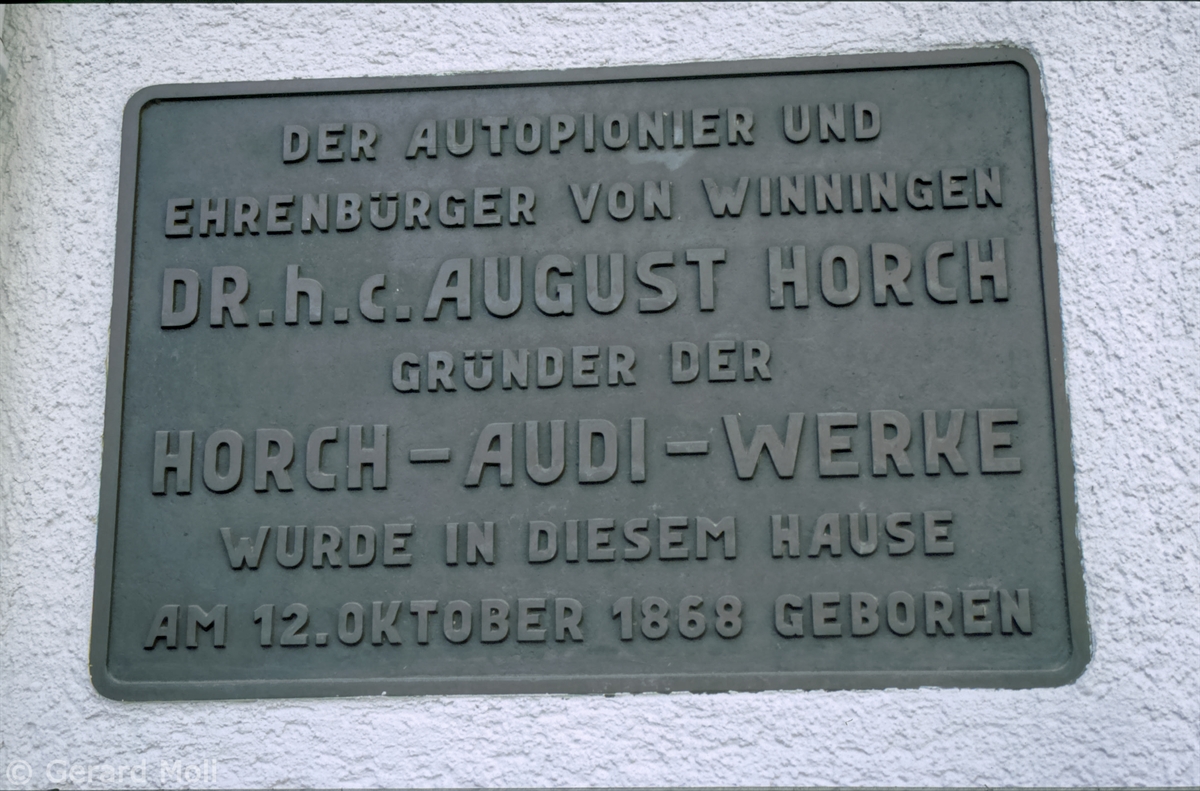 DER AUTOPIONIER UND
EHRENBÜRGER VON WINNINGEN
DR.h.c.AUGUST HORCH
GRÜNDER DER
HORCH-AUDI-WERKE
WURDE IN DIESEM HAUSE
AM 12.OKTOBER 1868 GEBOREN
© Gerard Moll